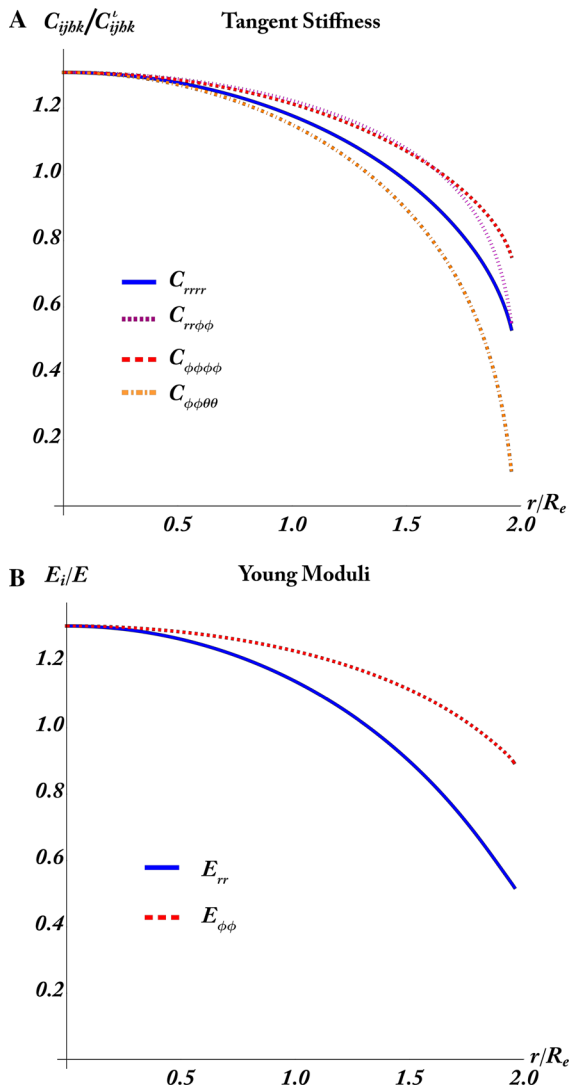 A C_ijhk/C^ι_ijhk Tangent Stiffness
1.2
1.0
0.8
0.6
0.4
0.2
C_rrrr
C_rrϕϕ
C_ϕϕϕϕ
C_ϕϕθθ
r/R_e
0.5 1.0 1.5 2.0
B E_i/E Young Moduli
1.2
1.0
0.8
0.6
0.4
0.2
E_rr
E_ϕϕ
r/R_e
0.5 1.0 1.5 2.0